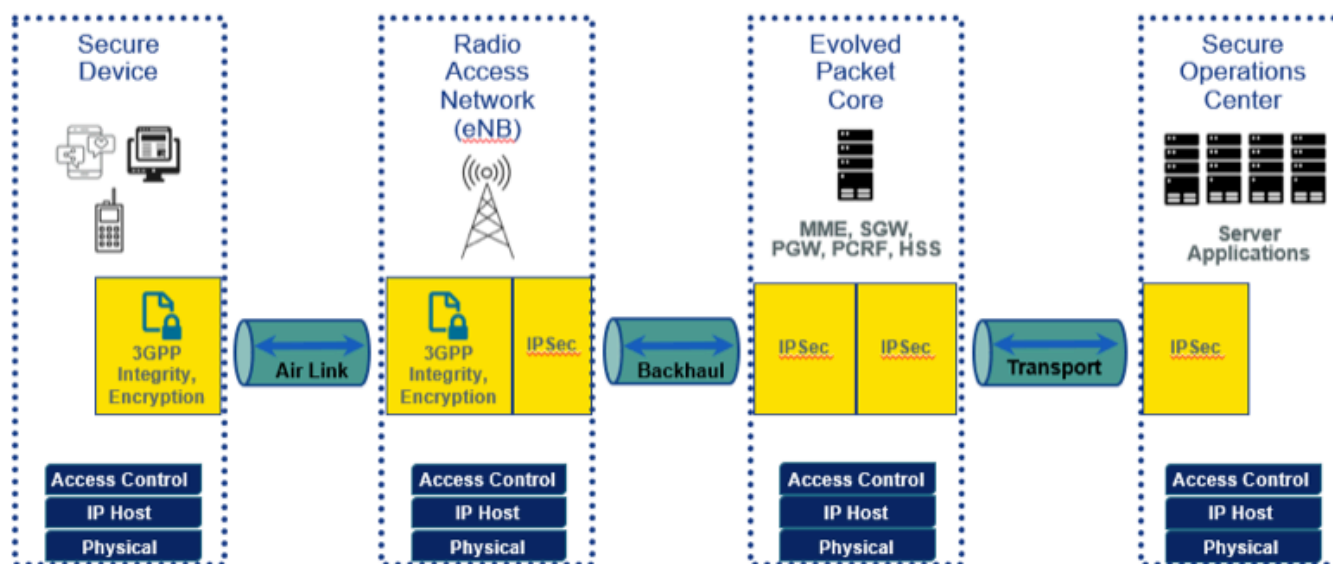 Secure
Device
Radio
Access
Network
(eNB)
Evolved
Packet
Core
Secure
Operations
Center
MME, SGW,
PGW, PCRF, HSS
Server
Applications
3GPP
Integrity,
Encryption
Air Link
3GPP
Integrity,
Encryption
IPSec
Backhaul
IPSec
IPSec
Transport
IPSec
Access Control
IP Host
Physical
Access Control
IP Host
Physical
Access Control
IP Host
Physical
Access Control
IP Host
Physical